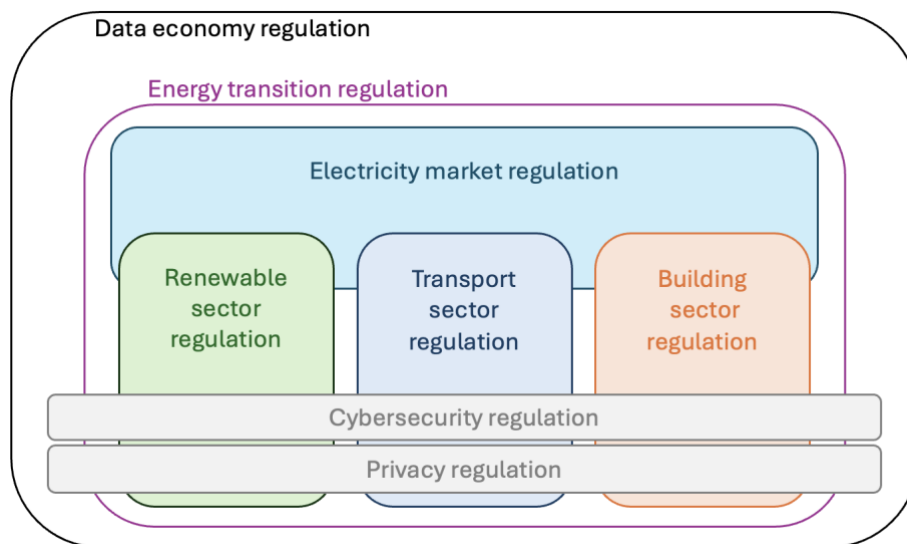 Data economy regulation
Energy transition regulation
Electricity market regulation
Renewable
sector
regulation
Transport
sector
regulation
Building
sector
regulation
Cybersecurity regulation
Privacy regulation